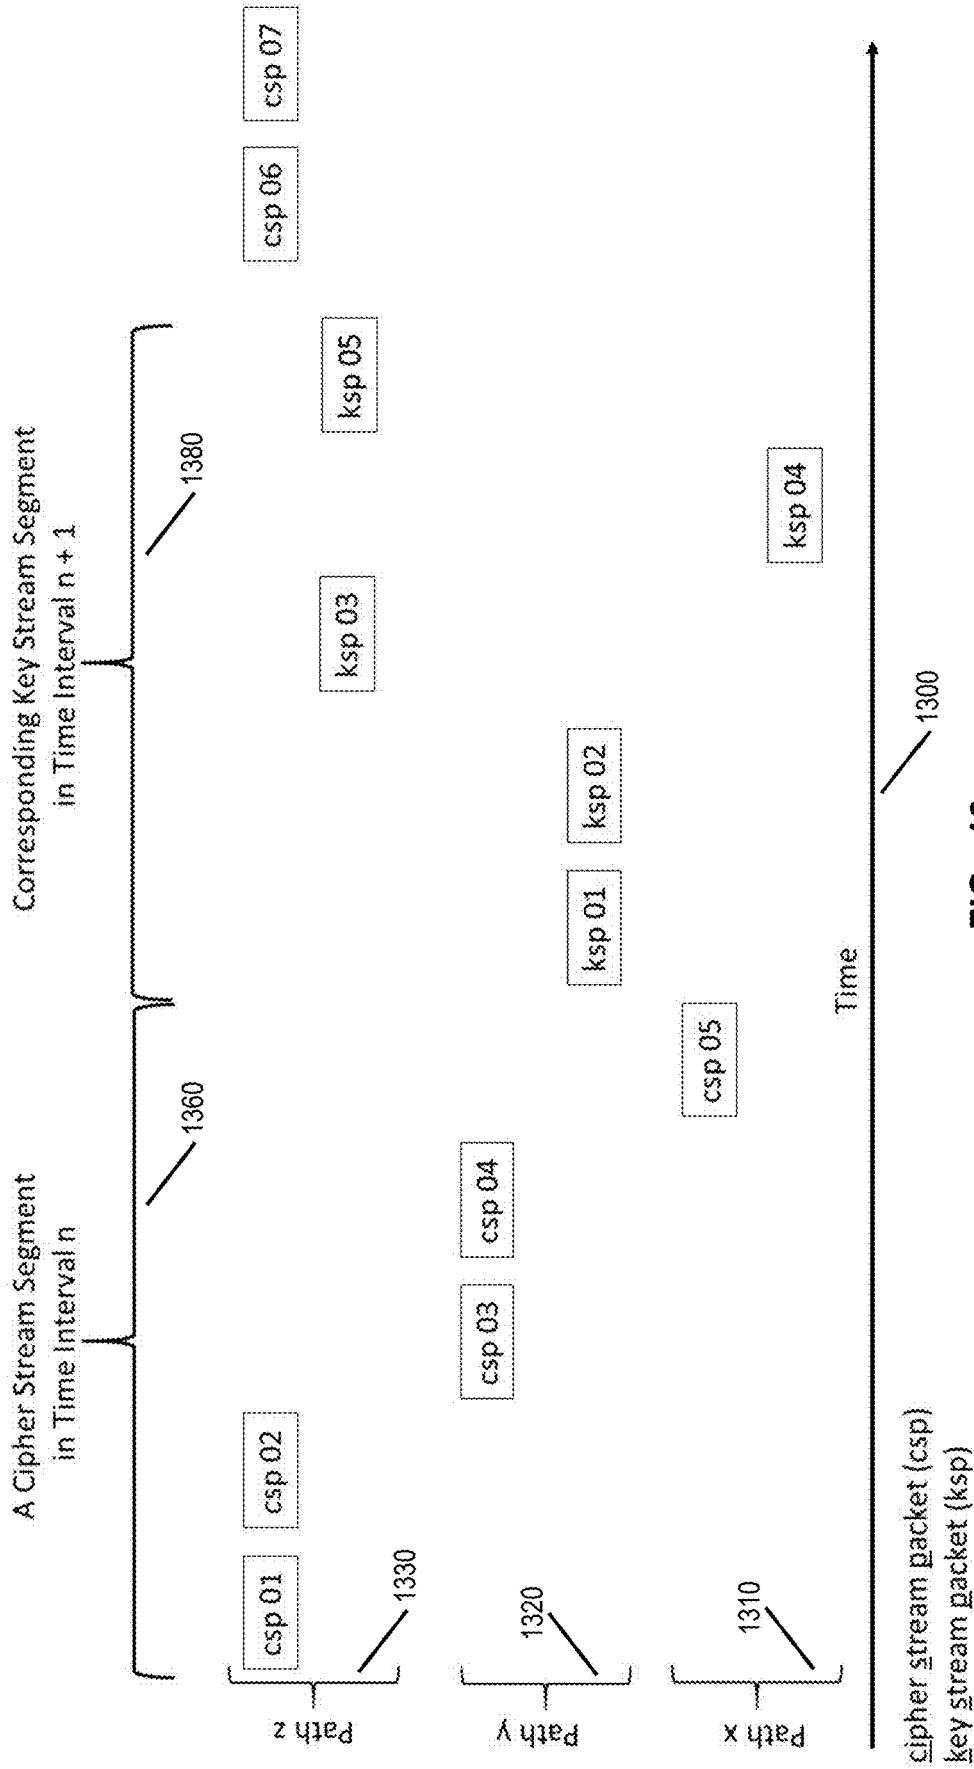 A Cipher Stream Segment
in Time Interval n
Corresponding Key Stream Segment
in Time Interval n + 1
1360
1380
Path z
1330
csp 01
csp 02
ksp 03
ksp 05
csp 06
csp 07
Path y
1320
csp 03
csp 04
ksp 01
ksp 02
Path x
1310
csp 05
ksp 04
Time
1300
cipher stream packet (csp)
key stream packet (ksp)